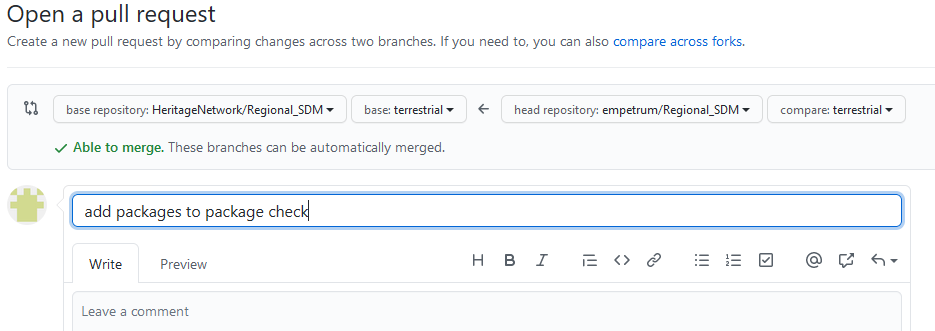 Open a pull request
Create a new pull request by comparing changes across two branches. If you need to, you can also compare across forks.
base repository: HeritageNetwork/Regional_SDM base: terrestrial head repository: empetrum/Regional_SDM compare: terrestrial
Able to merge. These branches can be automatically merged.
add packages to package check
Write Preview
Leave a comment